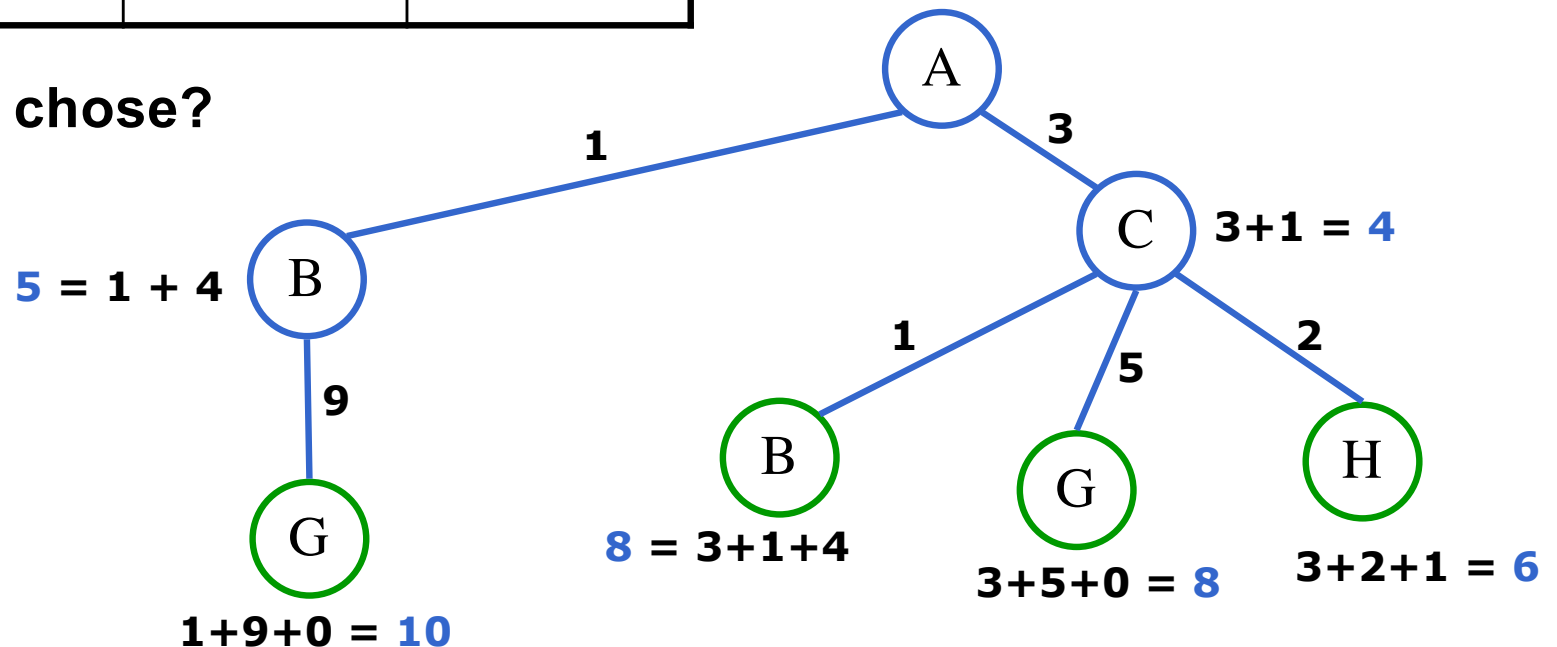 A
chose?
1
3
C
3+1 = 4
B
5 = 1 + 4
1
5
2
9
B
G
H
G
8 = 3+1+4
3+5+0 = 8
3+2+1 = 6
1+9+0 = 10